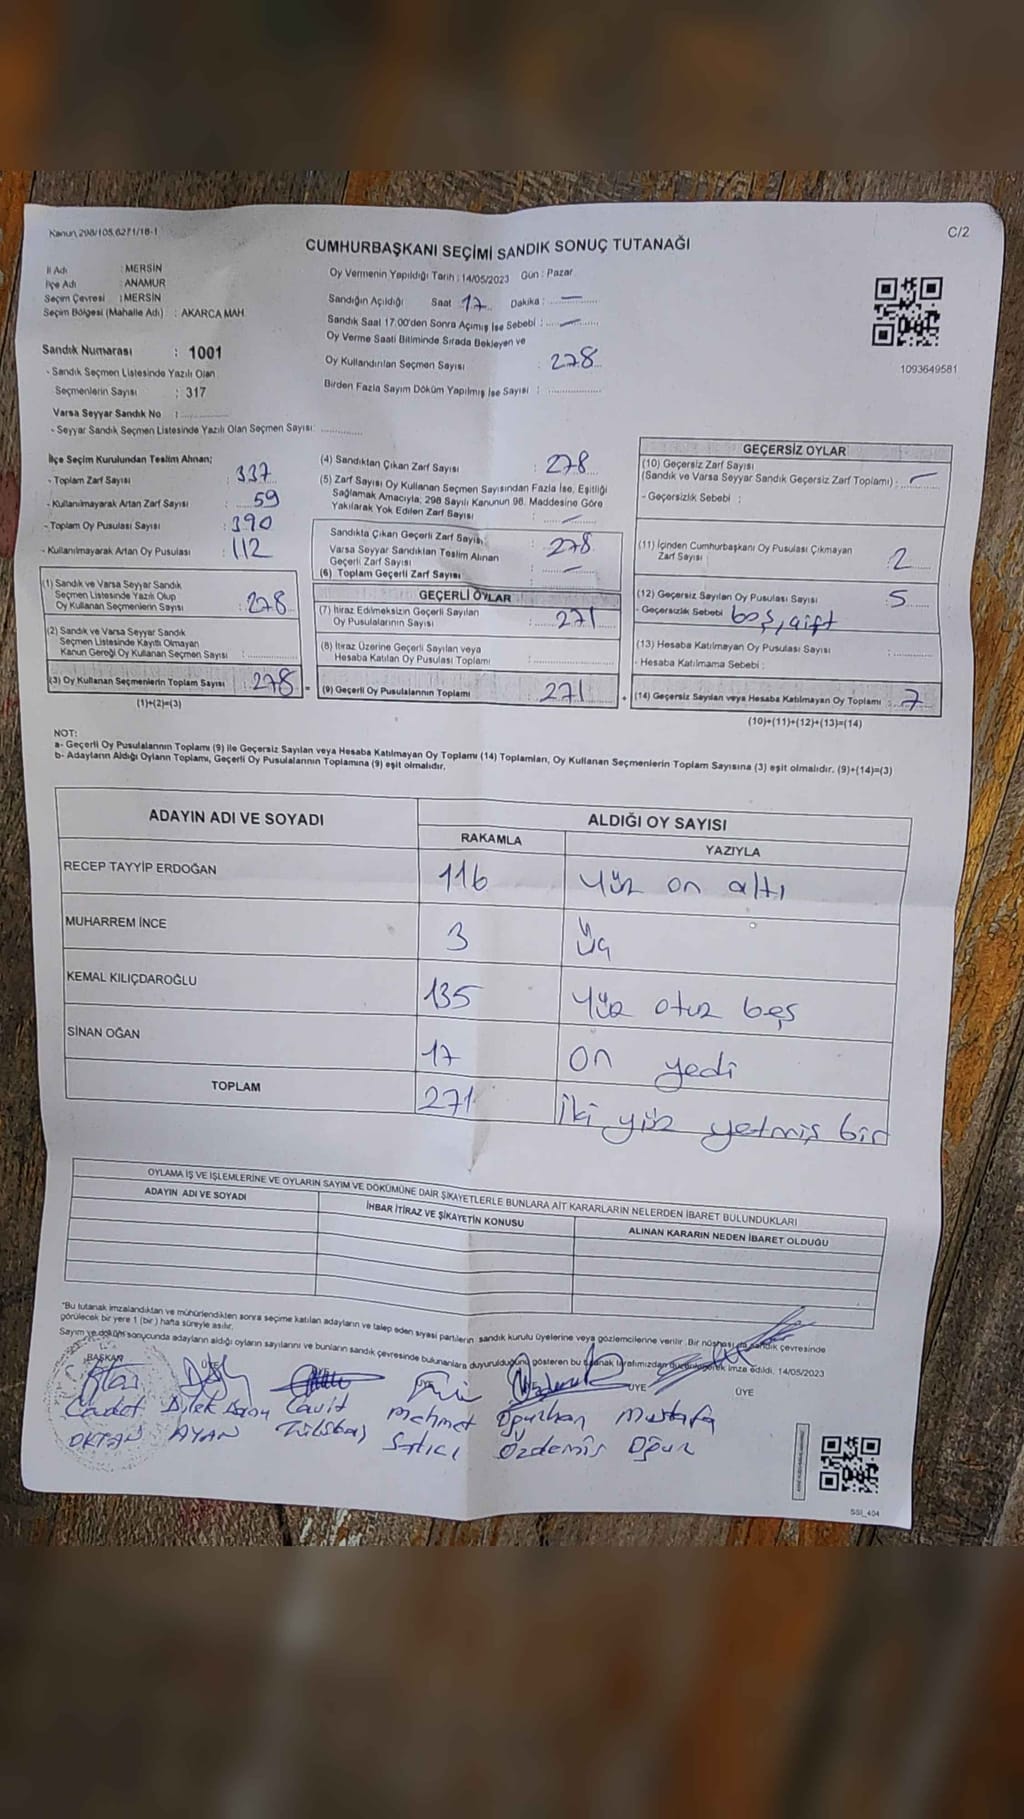 Kanun 298/105,6271/18-1
C/2
CUMHURBAŞKANI SEÇİMİ SANDIK SONUÇ TUTANAĞI
İl Adı : MERSİN
İlçe Adı : ANAMUR
Seçim Çevresi : MERSİN
Seçim Bölgesi (Mahalle Adı) : AKARCA MAH.
Oy Vermenin Yapıldığı Tarih : 14/05/2023 Gün : Pazar
Sandığın Açıldığı Saat 17 Dakika : —
Sandık Saat 17:00'den Sonra Açımış İse Sebebi : —
Oy Verme Saati Bitiminde Sırada Bekleyen ve
Oy Kullandırılan Seçmen Sayısı : 278
Birden Fazla Sayım Döküm Yapılmış İse Sayısı :
1093649581
Sandık Numarası : 1001
- Sandık Seçmen Listesinde Yazılı Olan
Seçmenlerin Sayısı : 317
Varsa Seyyar Sandık No :
- Seyyar Sandık Seçmen Listesinde Yazılı Olan Seçmen Sayısı:
İlçe Seçim Kurulundan Teslim Alınan;
- Toplam Zarf Sayısı : 337
- Kullanılmayarak Artan Zarf Sayısı : 59
- Toplam Oy Pusulası Sayısı : 390
- Kullanılmayarak Artan Oy Pusulası : 112
(1) Sandık ve Varsa Seyyar Sandık
Seçmen Listesinde Yazılı Olup
Oy Kullanan Seçmenlerin Sayısı : 278
(2) Sandık ve Varsa Seyyar Sandık
Seçmen Listesinde Kayıtlı Olmayan
Kanun Gereği Oy Kullanan Seçmen Sayısı :
(3) Oy Kullanan Seçmenlerin Toplam Sayısı : 278 =
(1)+(2)=(3)
(4) Sandıktan Çıkan Zarf Sayısı : 278
(5) Zarf Sayısı Oy Kullanan Seçmen Sayısından Fazla İse, Eşitliği
Sağlamak Amacıyla; 298 Sayılı Kanunun 98. Maddesine Göre
Yakılarak Yok Edilen Zarf Sayısı : —
Sandıkta Çıkan Geçerli Zarf Sayısı : 278
Varsa Seyyar Sandıktan Teslim Alınan
Geçerli Zarf Sayısı : —
(6) Toplam Geçerli Zarf Sayısı :
GEÇERLİ OYLAR
(7) İtiraz Edilmeksizin Geçerli Sayılan
Oy Pusulalarının Sayısı : 271
(8) İtiraz Üzerine Geçerli Sayılan veya
Hesaba Katılan Oy Pusulası Toplamı :
(9) Geçerli Oy Pusulalarının Toplamı : 271 +
GEÇERSİZ OYLAR
(10) Geçersiz Zarf Sayısı
(Sandık ve Varsa Seyyar Sandık Geçersiz Zarf Toplamı) : —
- Geçersizlik Sebebi :
(11) İçinden Cumhurbaşkanı Oy Pusulası Çıkmayan
Zarf Sayısı : 2
(12) Geçersiz Sayılan Oy Pusulası Sayısı : 5
- Geçersizlik Sebebi boş, çift
(13) Hesaba Katılmayan Oy Pusulası Sayısı :
- Hesaba Katılmama Sebebi :
(14) Geçersiz Sayılan veya Hesaba Katılmayan Oy Toplamı : 7
(10)+(11)+(12)+(13)=(14)
NOT:
a- Geçerli Oy Pusulalarının Toplamı (9) ile Geçersiz Sayılan veya Hesaba Katılmayan Oy Toplamı (14) Toplamları, Oy Kullanan Seçmenlerin Toplam Sayısına (3) eşit olmalıdır. (9)+(14)=(3)
b- Adayların Aldığı Oyların Toplamı, Geçerli Oy Pusulalarının Toplamına (9) eşit olmalıdır.
ADAYIN ADI VE SOYADI
ALDIĞI OY SAYISI
RAKAMLA YAZIYLA
RECEP TAYYİP ERDOĞAN 116 Yüz on altı
MUHARREM İNCE 3 Üç
KEMAL KILIÇDAROĞLU 135 Yüz otuz beş
SİNAN OĞAN 17 on yedi
TOPLAM 271 iki yüz yetmiş bir
OYLAMA İŞ VE İŞLEMLERİNE VE OYLARIN SAYIM VE DÖKÜMÜNE DAİR ŞİKAYETLERLE BUNLARA AİT KARARLARIN NELERDEN İBARET BULUNDUKLARI
ADAYIN ADI VE SOYADI İHBAR İTİRAZ VE ŞİKAYETİN KONUSU ALINAN KARARIN NEDEN İBARET OLDUĞU
*Bu tutanak imzalandıktan ve mühürlendikten sonra seçime katılan adayların ve talep eden siyasi partilerin sandık kurulu üyelerine veya gözlemcilerine verilir. Bir nüshası da sandık çevresinde
görülecek bir yere 1 (bir) hafta süreyle asılır.
Sayım ve döküm sonucunda adayların aldığı oyların sayılarını ve bunların sandık çevresinde bulunanlara duyurulduğunu gösteren bu tutanak tarafımızdan düzenlenerek imza edildi. 14/05/2023
BAŞKAN ÜYE ÜYE ÜYE ÜYE ÜYE ÜYE
Cevdet Dilek Cavit Mehmet Oğuzhan Mustafa
OKTAN AYAN Satıcı Özdemir Oğur
SSI_404